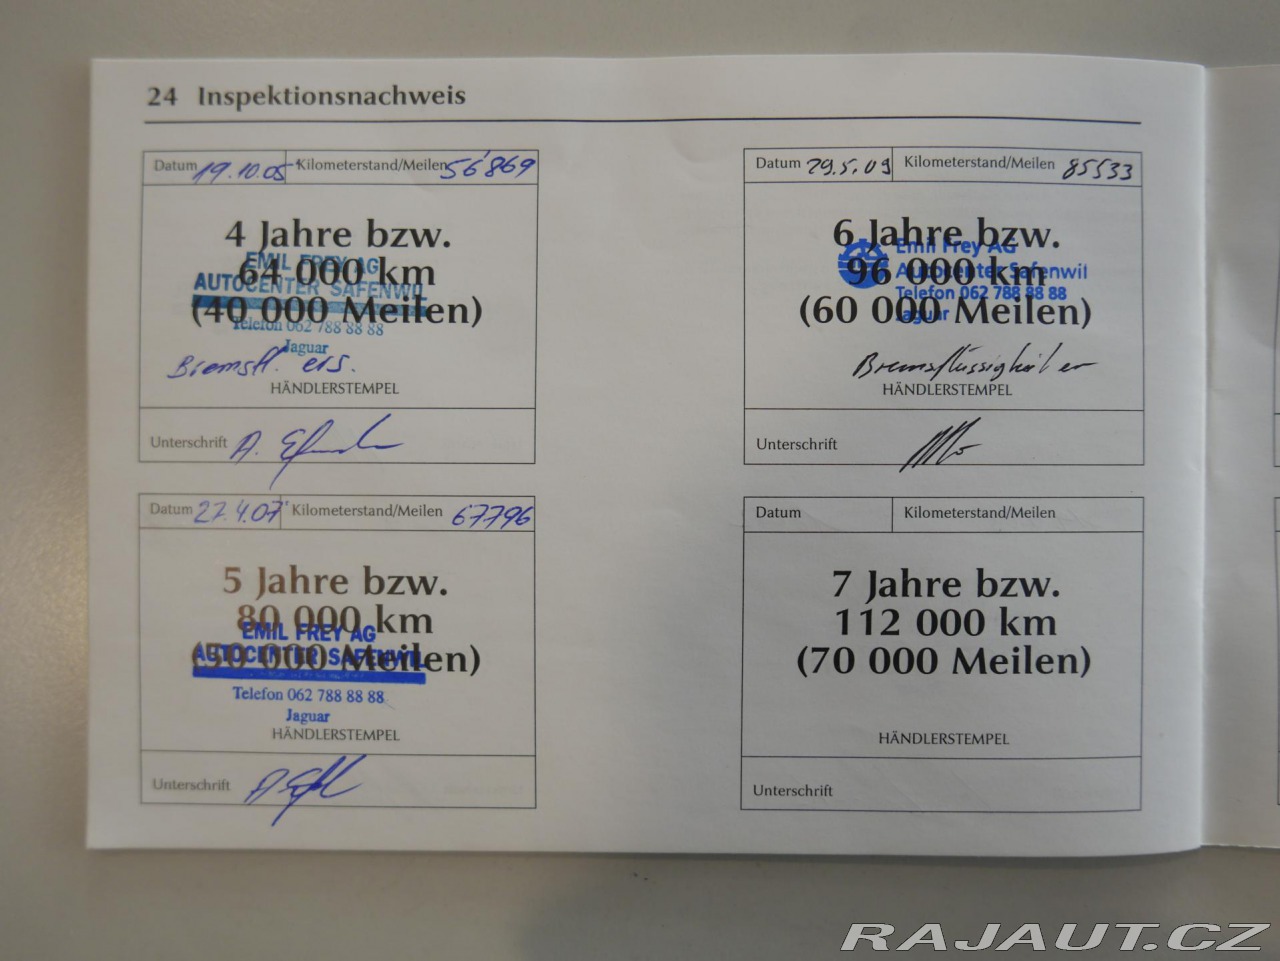 24 Inspektionsnachweis
Datum 19.10.05 Kilometerstand/Meilen 56'869
4 Jahre bzw.
64 000 km
(40 000 Meilen)
EMIL FREY AG
AUTOCENTER SAFENWIL
Telefon 062 788 88 88
Jaguar
Bremsfl. ers.
HÄNDLERSTEMPEL
Unterschrift
Datum 27.4.07 Kilometerstand/Meilen 67796
5 Jahre bzw.
80 000 km
(50 000 Meilen)
EMIL FREY AG
AUTOCENTER SAFENWIL
Telefon 062 788 88 88
Jaguar
HÄNDLERSTEMPEL
Unterschrift
Datum 29.5.09 Kilometerstand/Meilen 85533
6 Jahre bzw.
96 000 km
(60 000 Meilen)
Emil Frey AG
Autocenter Safenwil
Telefon 062 788 88 88
Jaguar
Bremsflüssigkeit er
HÄNDLERSTEMPEL
Unterschrift
Datum Kilometerstand/Meilen
7 Jahre bzw.
112 000 km
(70 000 Meilen)
HÄNDLERSTEMPEL
Unterschrift
RAJAUT.CZ